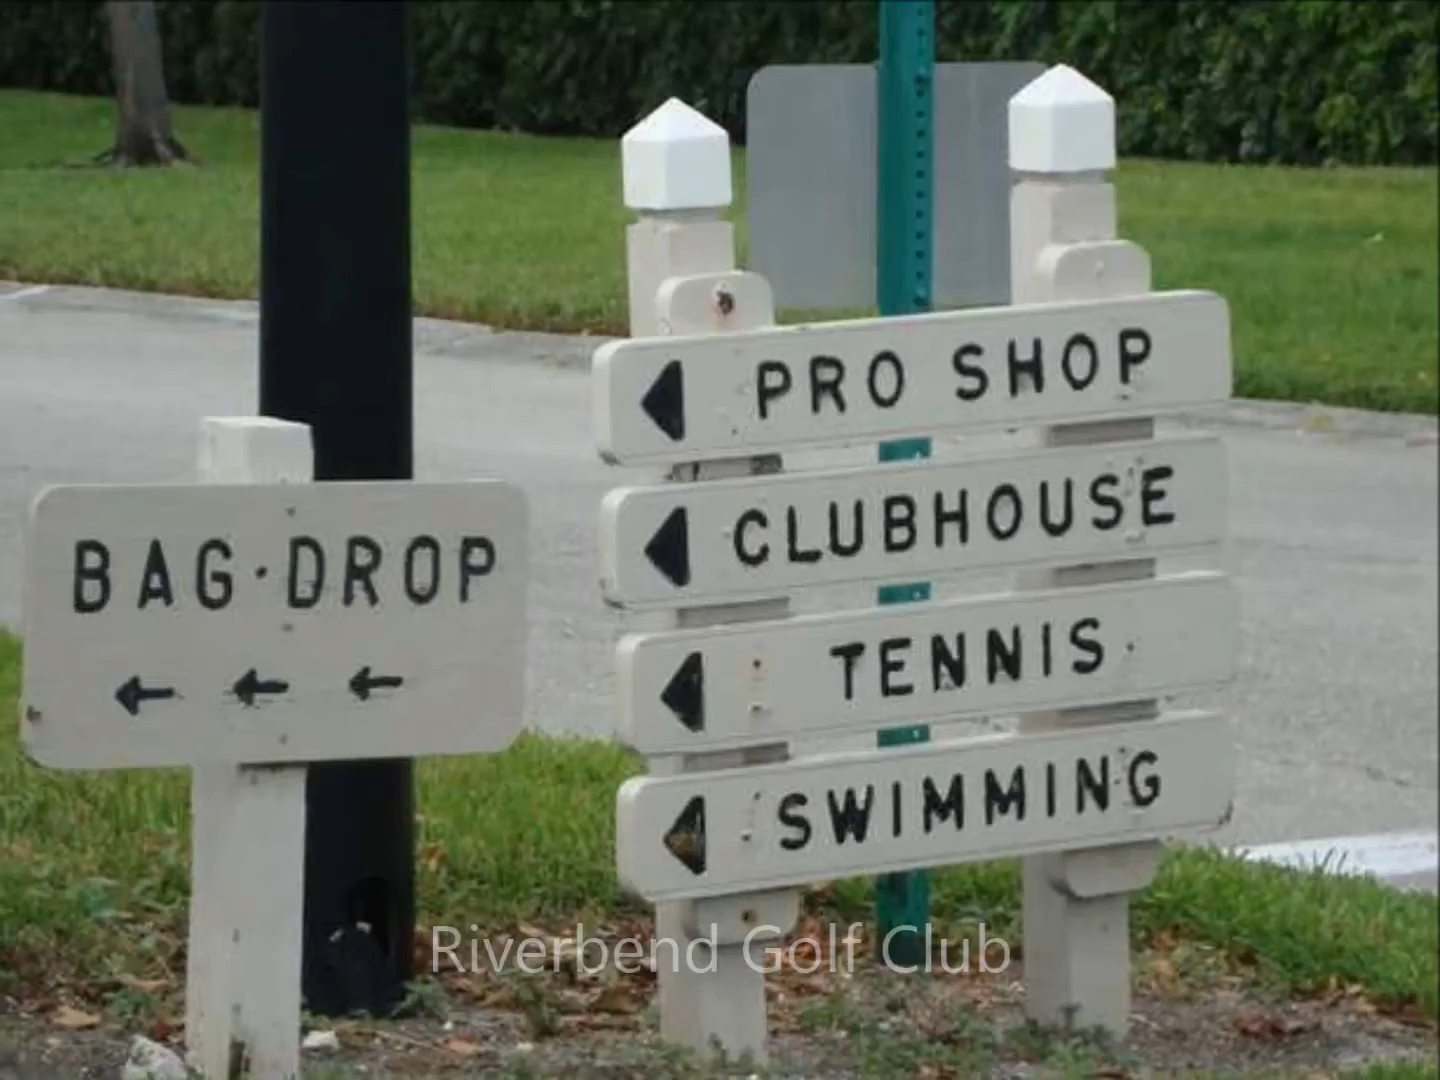 BAG·DROP
PRO SHOP
CLUBHOUSE
TENNIS
SWIMMING
Riverbend Golf Club